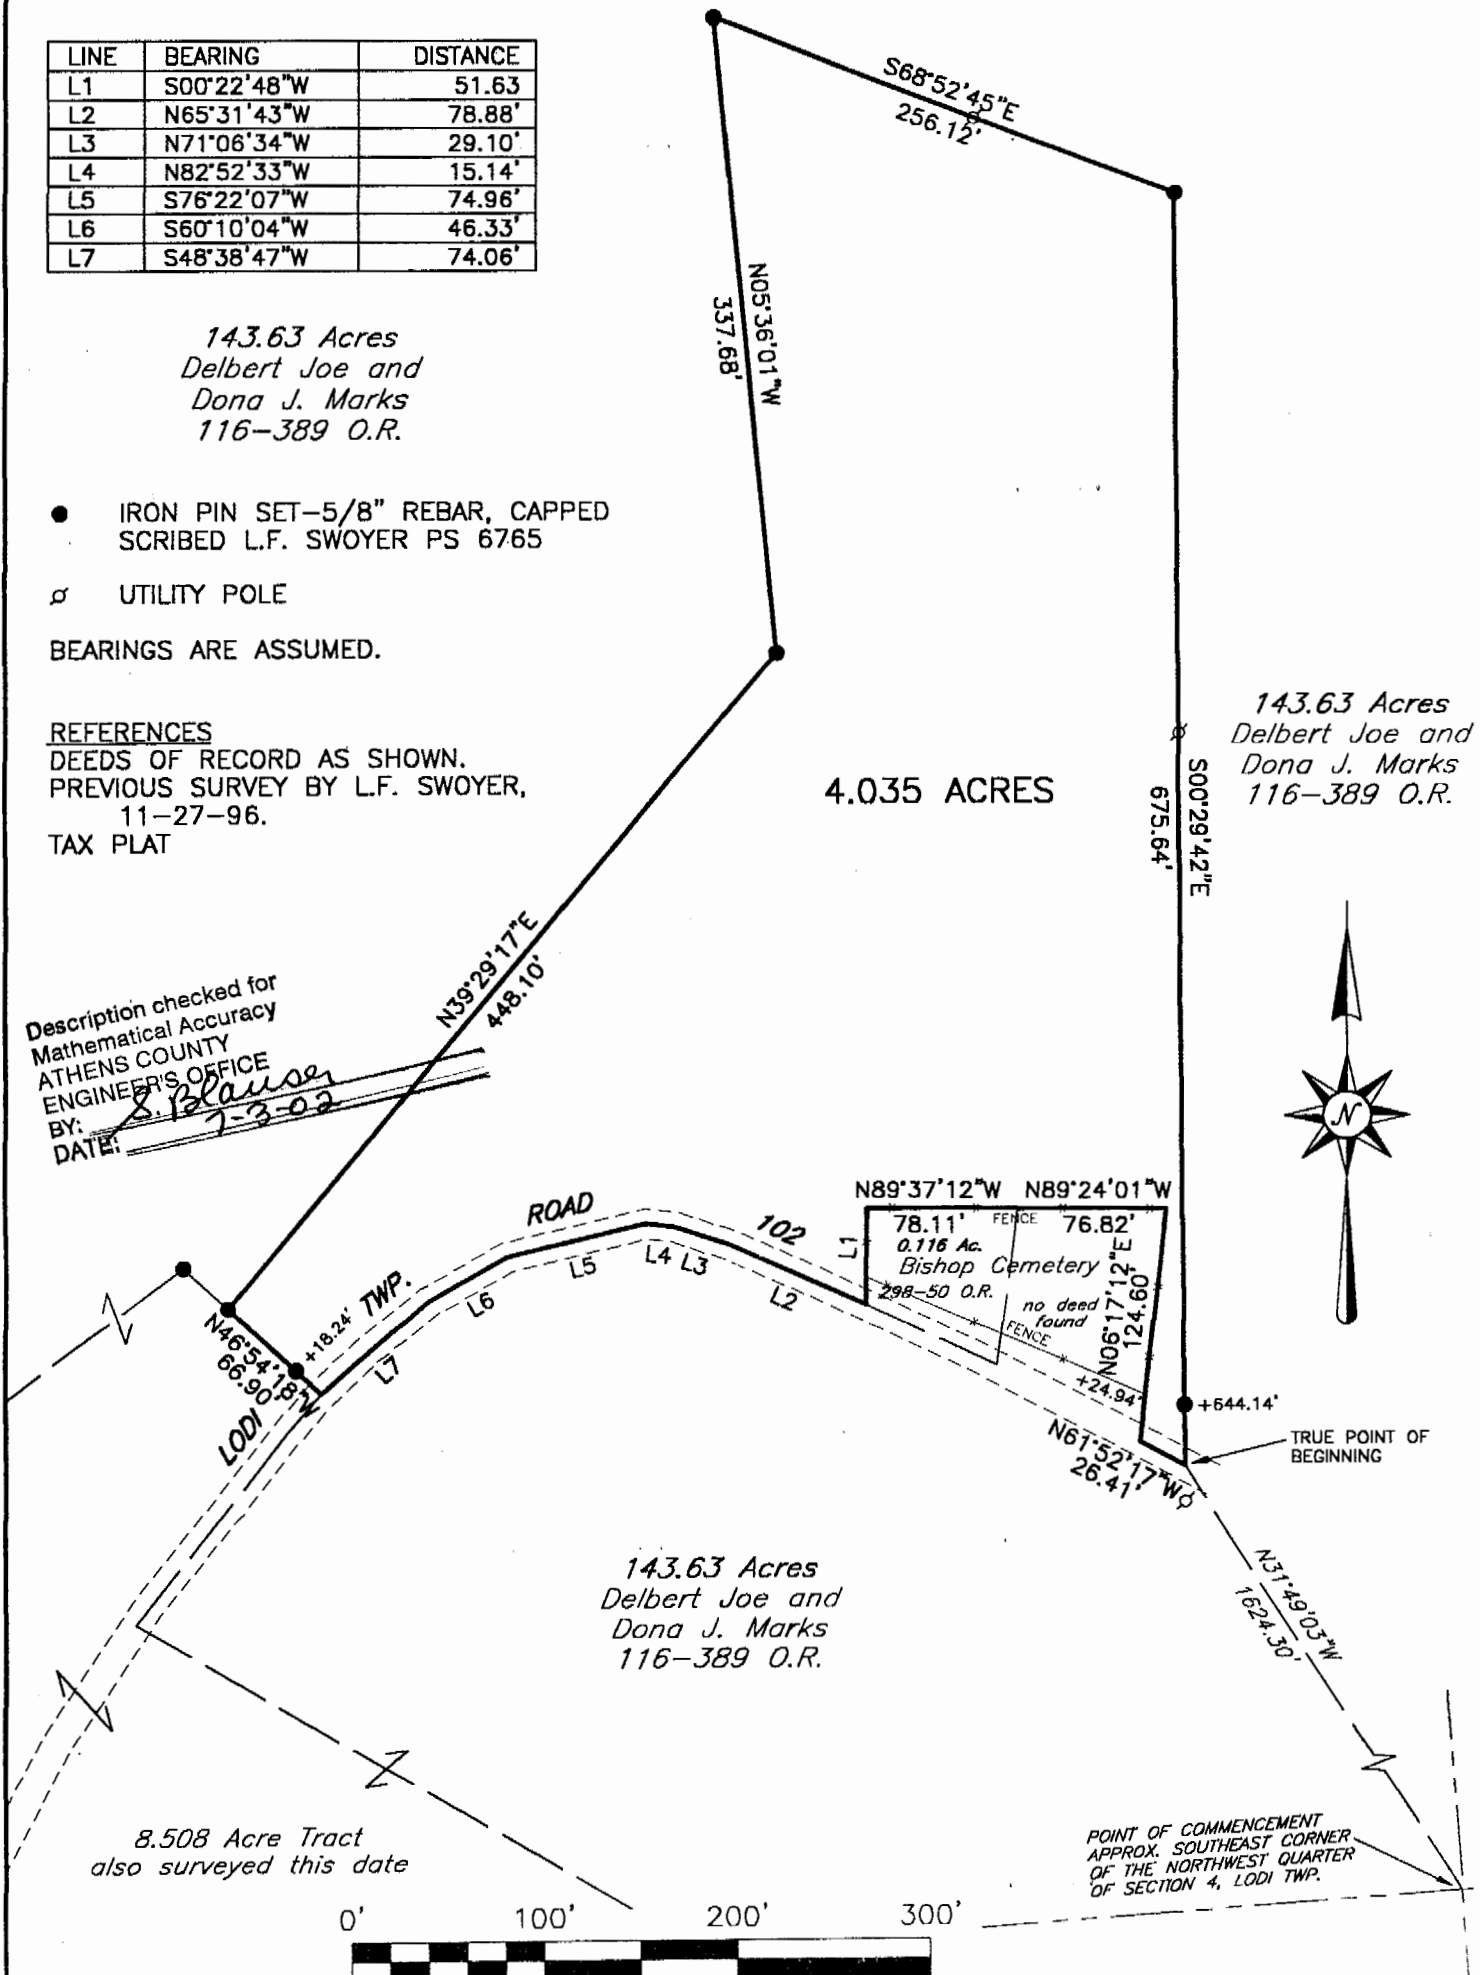 LINE BEARING DISTANCE
L1 S00°22'48"W 51.63
L2 N65°31'43"W 78.88'
L3 N71°06'34"W 29.10'
L4 N82°52'33"W 15.14'
L5 S76°22'07"W 74.96'
L6 S60°10'04"W 46.33'
L7 S48°38'47"W 74.06'
S68°52'45"E
256.12'
N05°36'01"W
337.68'
143.63 Acres
Delbert Joe and
Dona J. Marks
116-389 O.R.
IRON PIN SET-5/8" REBAR, CAPPED
SCRIBED L.F. SWOYER PS 6765
UTILITY POLE
BEARINGS ARE ASSUMED.
REFERENCES
DEEDS OF RECORD AS SHOWN.
PREVIOUS SURVEY BY L.F. SWOYER,
11-27-96.
TAX PLAT
4.035 ACRES
143.63 Acres
Delbert Joe and
Dona J. Marks
116-389 O.R.
S00°29'42"E
675.64'
N39°29'17"E
448.10'
Description checked for
Mathematical Accuracy
ATHENS COUNTY
ENGINEER'S OFFICE
BY: S. Blauser
DATE: 7-3-02
N
N89°37'12"W N89°24'01"W
78.11' FENCE 76.82'
0.116 Ac.
Bishop Cemetery
298-50 O.R.
no deed
found
FENCE
N06°17'12"E
124.60'
+24.94'
L1
ROAD
102
L5
L4 L3
L2
L6
L7
TWP.
+18.24'
N46°54'18"W
66.90'
LODI
+644.14'
TRUE POINT OF
BEGINNING
N61°52'17"W
26.41'
N31°49'03"W
1624.30'
143.63 Acres
Delbert Joe and
Dona J. Marks
116-389 O.R.
8.508 Acre Tract
also surveyed this date
POINT OF COMMENCEMENT
APPROX. SOUTHEAST CORNER
OF THE NORTHWEST QUARTER
OF SECTION 4, LODI TWP.
0' 100' 200' 300'